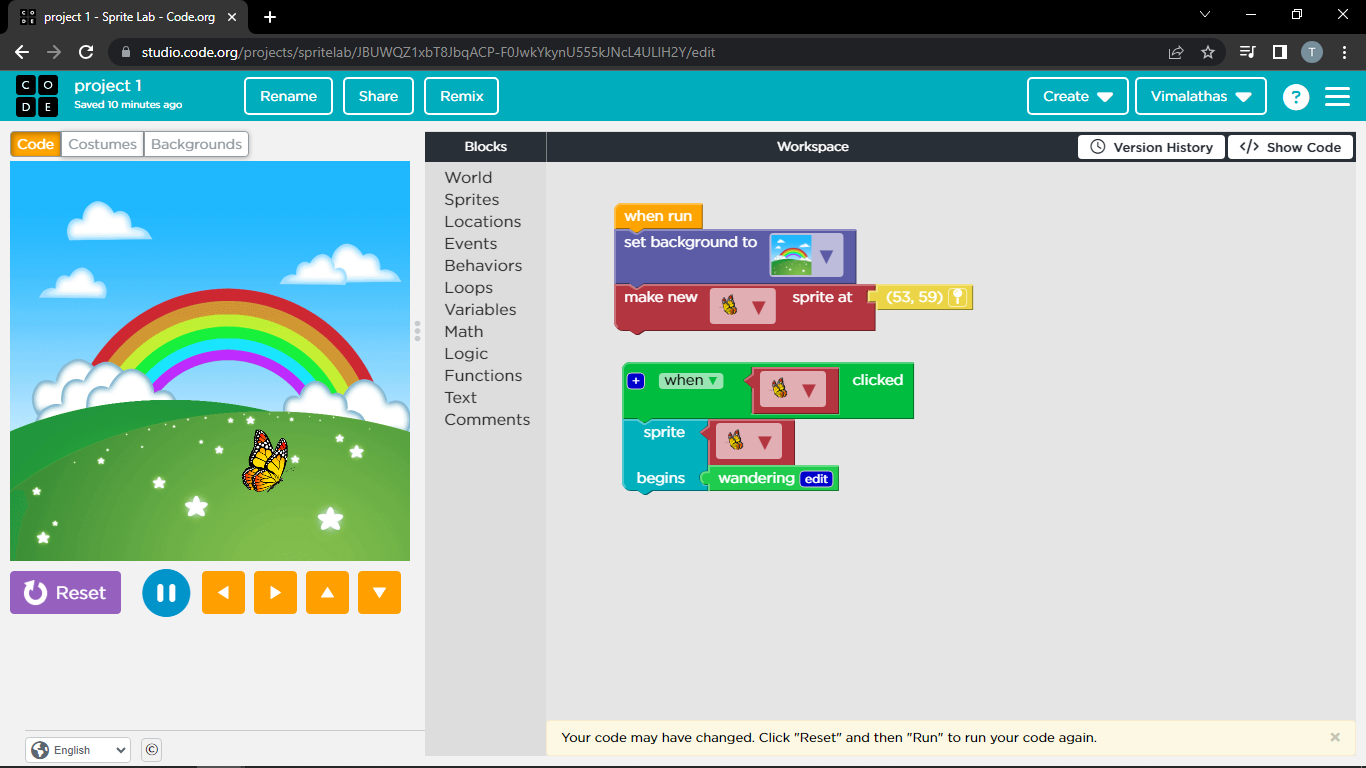 project 1 - Sprite Lab - Code.org
studio.code.org/projects/spritelab/JBUWQZ1xbT8JbqACP-F0JwkYkynU555kJNcL4ULIH2Y/edit
T
C O
D E
project 1
Saved 10 minutes ago
Rename
Share
Remix
Create
Vimalathas
?
Code
Costumes
Backgrounds
Blocks
Workspace
Version History
</> Show Code
World
Sprites
Locations
Events
Behaviors
Loops
Variables
Math
Logic
Functions
Text
Comments
when run
set background to
make new sprite at (53, 59)
+ when clicked
sprite
begins wandering edit
Reset
English
©
Your code may have changed. Click "Reset" and then "Run" to run your code again.